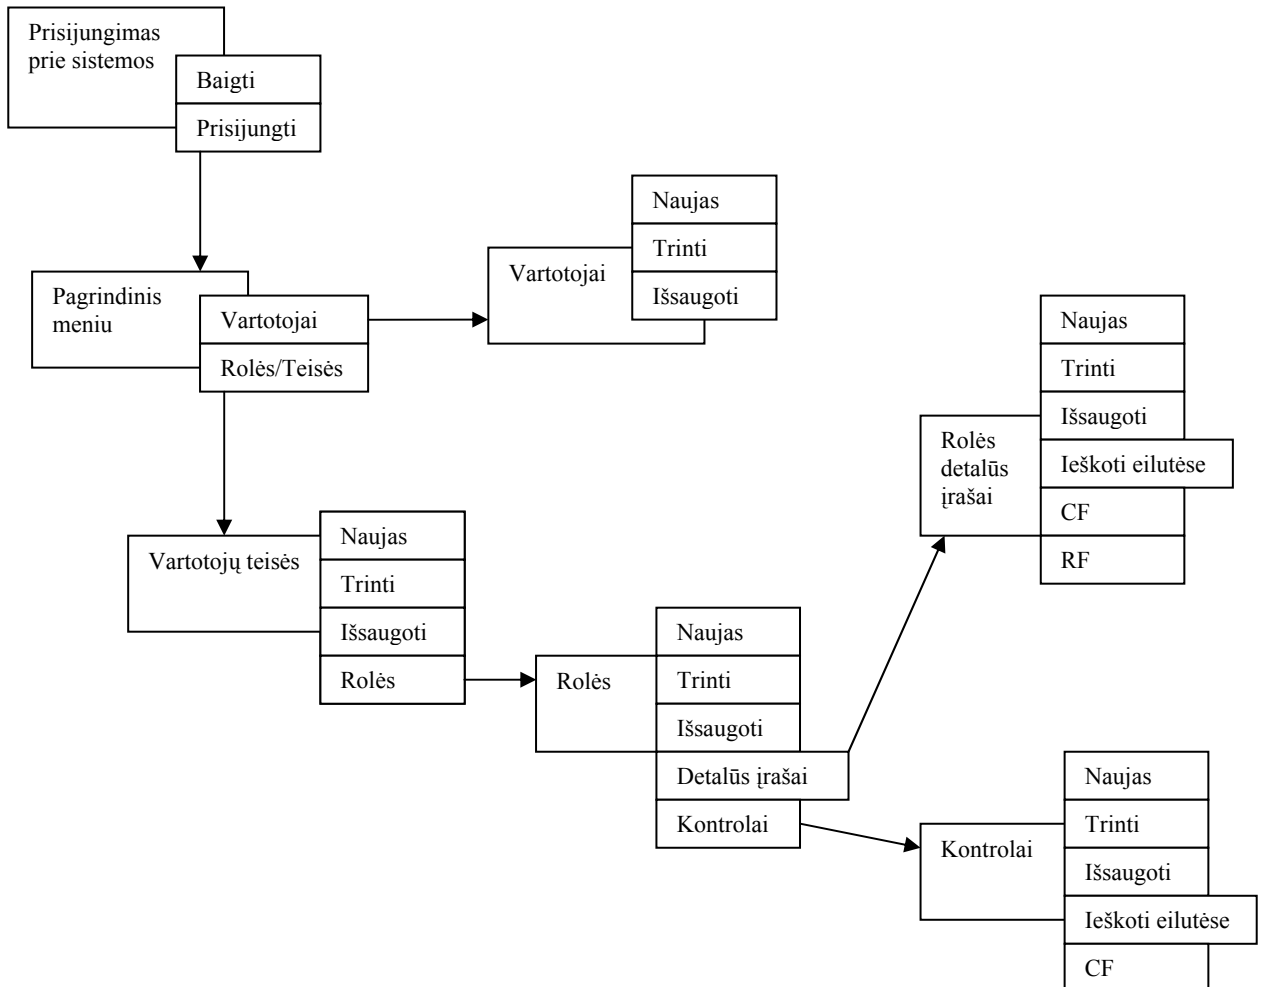 Prisijungimas
prie sistemos
Baigti
Prisijungti
Pagrindinis
meniu
Vartotojai
Rolės/Teisės
Vartotojai
Naujas
Trinti
Išsaugoti
Vartotojų teisės
Naujas
Trinti
Išsaugoti
Rolės
Rolės
Naujas
Trinti
Išsaugoti
Detalūs įrašai
Kontrolai
Rolės
detalūs
įrašai
Naujas
Trinti
Išsaugoti
Ieškoti eilutėse
CF
RF
Kontrolai
Naujas
Trinti
Išsaugoti
Ieškoti eilutėse
CF